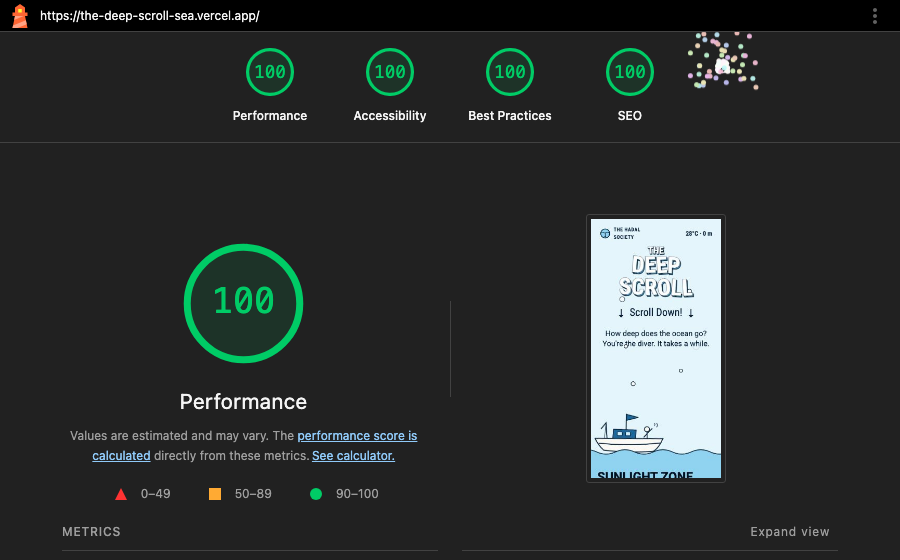 https://the-deep-scroll-sea.vercel.app/
100 100 100 100
Performance Accessibility Best Practices SEO
100
Performance
Values are estimated and may vary. The performance score is
calculated directly from these metrics. See calculator.
0–49 50–89 90–100
THE HADAL
SOCIETY
28°C · 0 m
THE
DEEP
SCROLL
↓ Scroll Down! ↓
How deep does the ocean go?
You're the diver. It takes a while.
SUNLIGHT ZONE
METRICS
Expand view